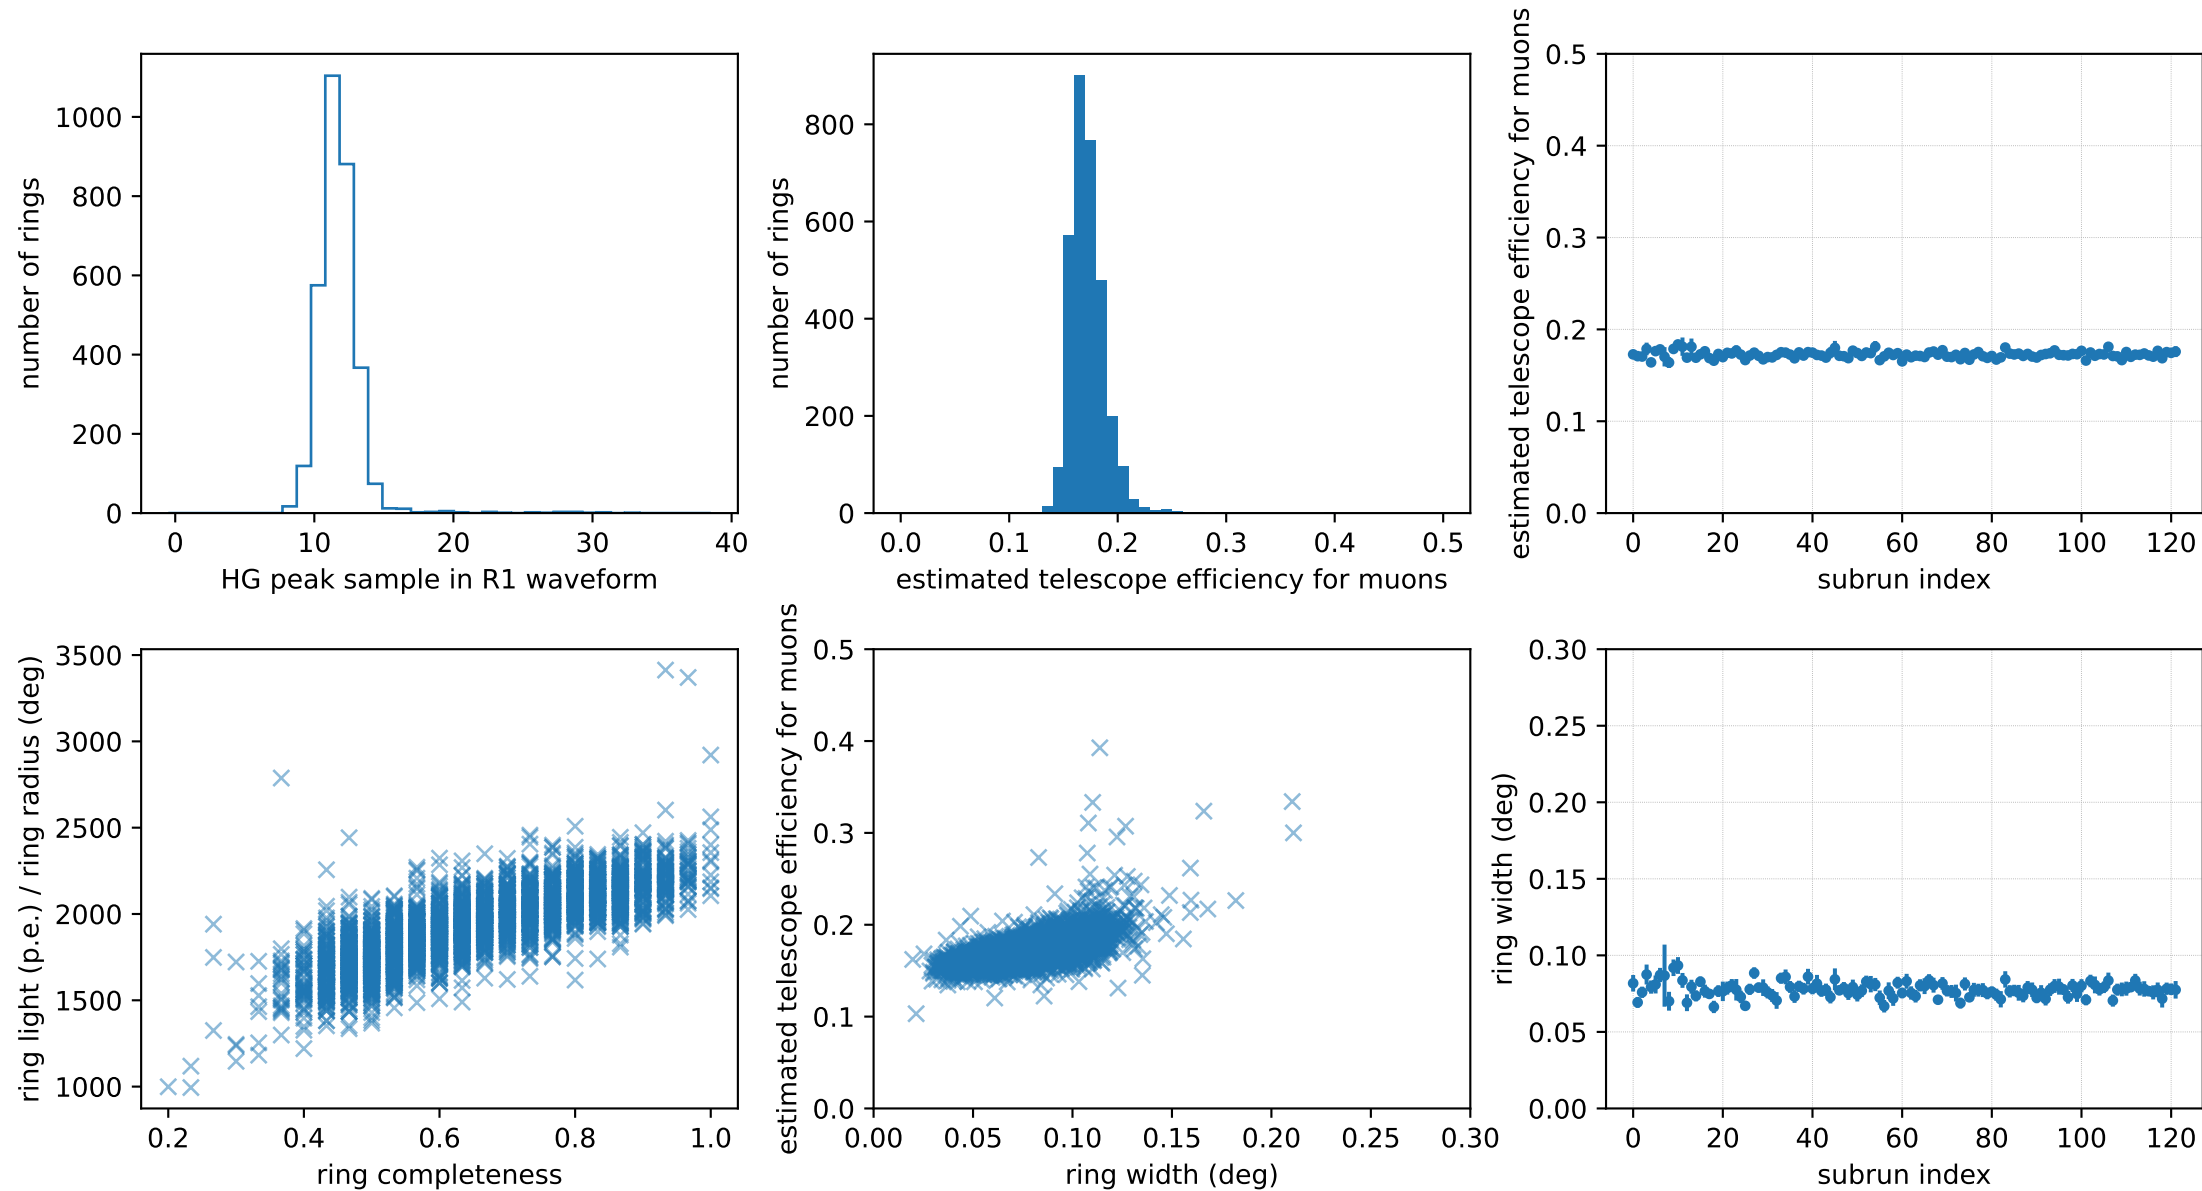 number of rings
1000
800
600
400
200
0
0 10 20 30 40
HG peak sample in R1 waveform
number of rings
800
600
400
200
0
0.0 0.1 0.2 0.3 0.4 0.5
estimated telescope efficiency for muons
estimated telescope efficiency for muons
0.5
0.4
0.3
0.2
0.1
0.0
0 20 40 60 80 100 120
subrun index
ring light (p.e.) / ring radius (deg)
3500
3000
2500
2000
1500
1000
0.2 0.4 0.6 0.8 1.0
ring completeness
estimated telescope efficiency for muons
0.5
0.4
0.3
0.2
0.1
0.0
0.00 0.05 0.10 0.15 0.20 0.25 0.30
ring width (deg)
ring width (deg)
0.30
0.25
0.20
0.15
0.10
0.05
0.00
0 20 40 60 80 100 120
subrun index